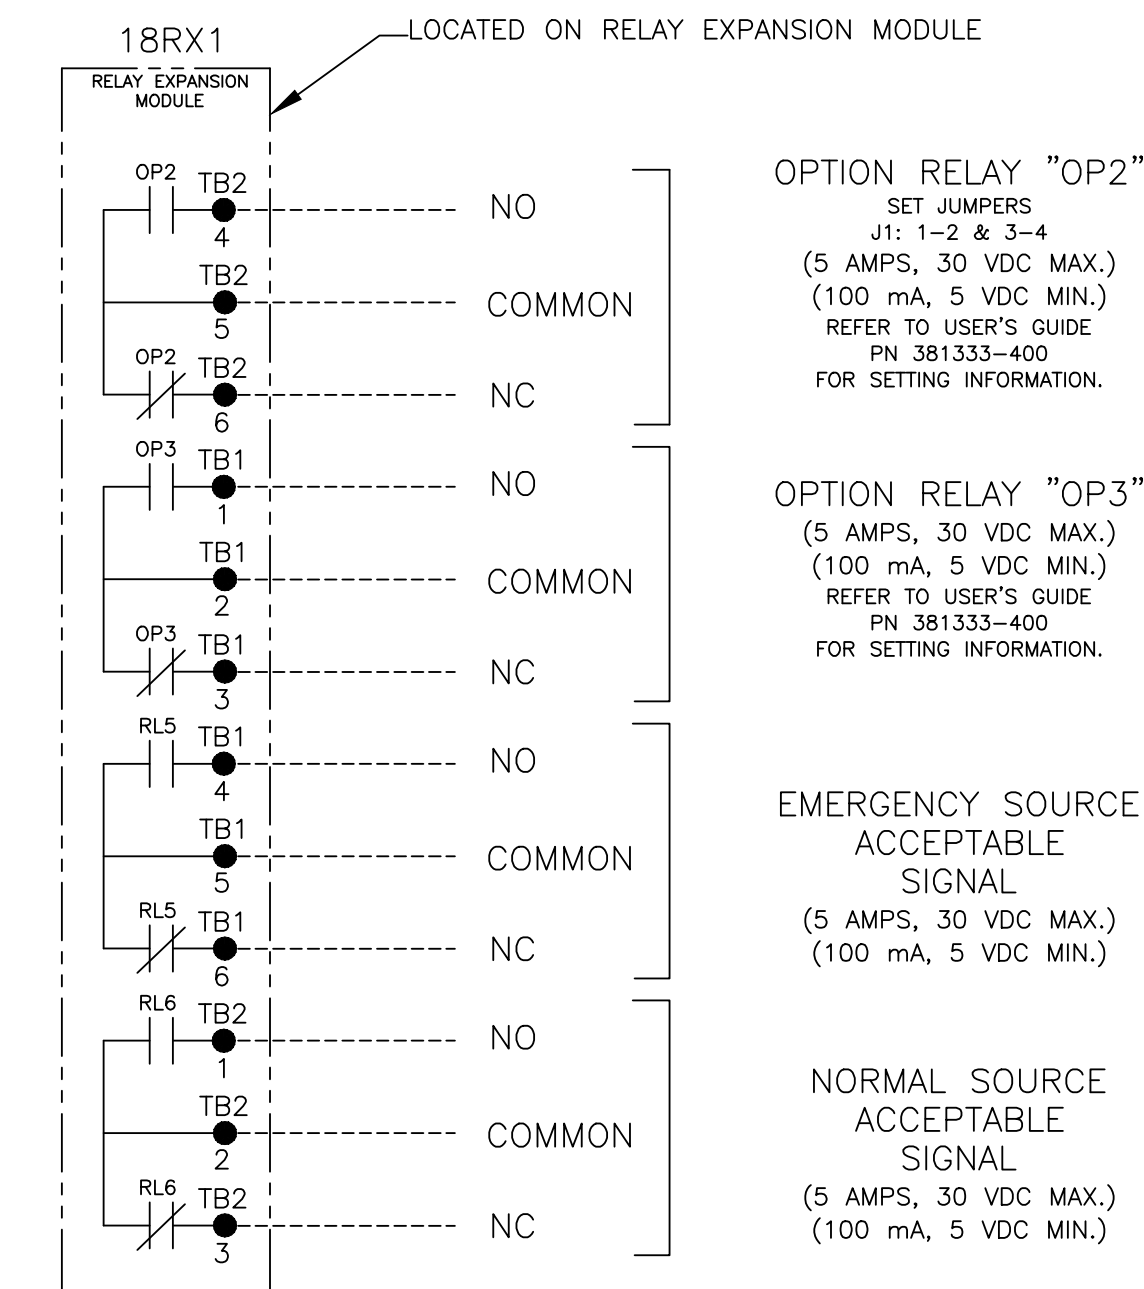 18RX1
LOCATED ON RELAY EXPANSION MODULE
RELAY EXPANSION
MODULE
OP2 TB2 4 NO
TB2 5 COMMON
OP2 TB2 6 NC
OPTION RELAY "OP2"
SET JUMPERS
J1: 1-2 & 3-4
(5 AMPS, 30 VDC MAX.)
(100 mA, 5 VDC MIN.)
REFER TO USER'S GUIDE
PN 381333-400
FOR SETTING INFORMATION.
OP3 TB1 1 NO
TB1 2 COMMON
OP3 TB1 3 NC
OPTION RELAY "OP3"
(5 AMPS, 30 VDC MAX.)
(100 mA, 5 VDC MIN.)
REFER TO USER'S GUIDE
PN 381333-400
FOR SETTING INFORMATION.
RL5 TB1 4 NO
TB1 5 COMMON
RL5 TB1 6 NC
EMERGENCY SOURCE
ACCEPTABLE
SIGNAL
(5 AMPS, 30 VDC MAX.)
(100 mA, 5 VDC MIN.)
RL6 TB2 1 NO
TB2 2 COMMON
RL6 TB2 3 NC
NORMAL SOURCE
ACCEPTABLE
SIGNAL
(5 AMPS, 30 VDC MAX.)
(100 mA, 5 VDC MIN.)